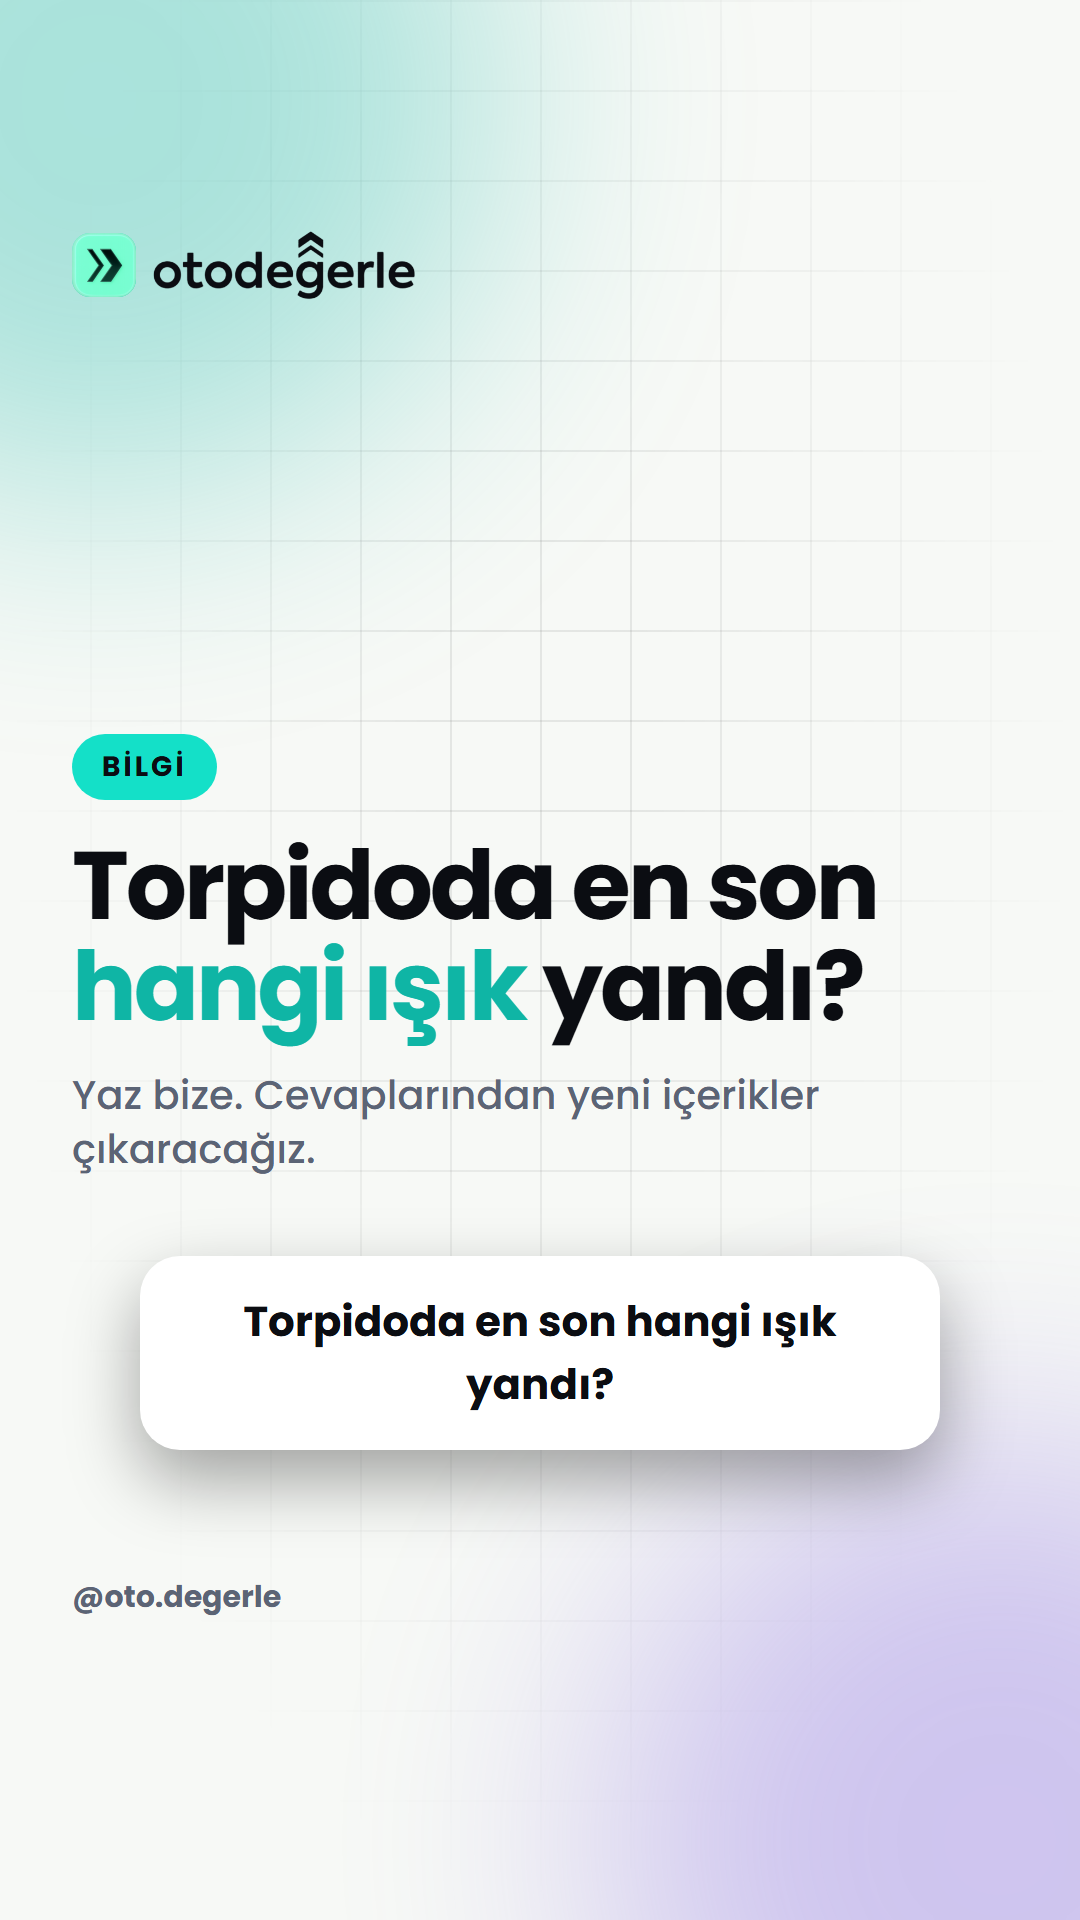 otodeğerle
BİLGİ
Torpidoda en son
hangi ışık yandı?
Yaz bize. Cevaplarından yeni içerikler
çıkaracağız.
Torpidoda en son hangi ışık
yandı?
@oto.degerle